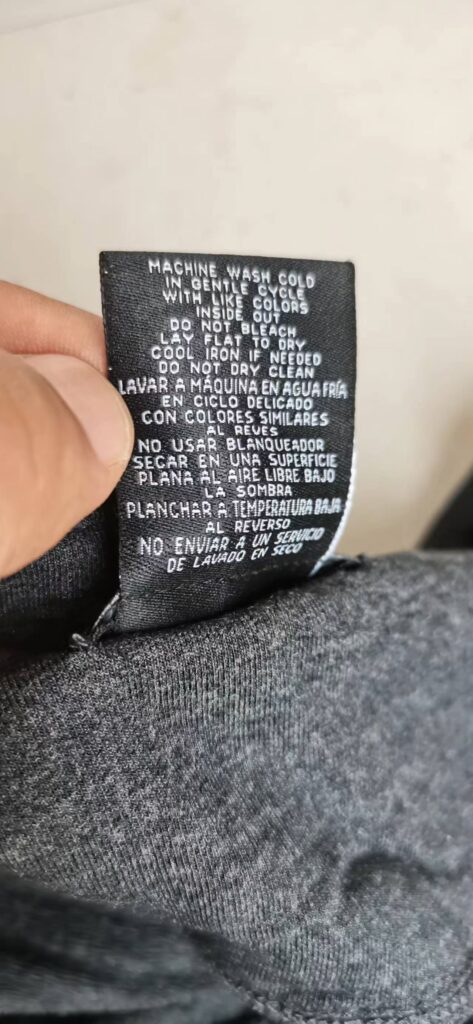 MACHINE WASH COLD
IN GENTLE CYCLE
WITH LIKE COLORS
INSIDE OUT
DO NOT BLEACH
LAY FLAT TO DRY
COOL IRON IF NEEDED
DO NOT DRY CLEAN
LAVAR A MÁQUINA EN AGUA FRÍA
EN CICLO DELICADO
CON COLORES SIMILARES
AL REVES
NO USAR BLANQUEADOR
SECAR EN UNA SUPERFICIE
PLANA AL AIRE LIBRE BAJO
LA SOMBRA
PLANCHAR A TEMPERATURA BAJA
AL REVERSO
NO ENVIAR A UN SERVICIO
DE LAVADO EN SECO